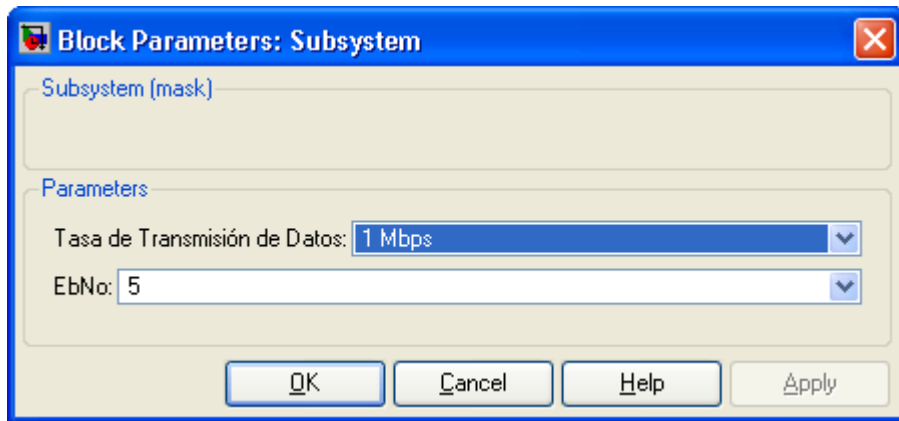 Block Parameters: Subsystem
Subsystem (mask)
Parameters
Tasa de Transmisión de Datos: 1 Mbps
EbNo: 5
OK Cancel Help Apply